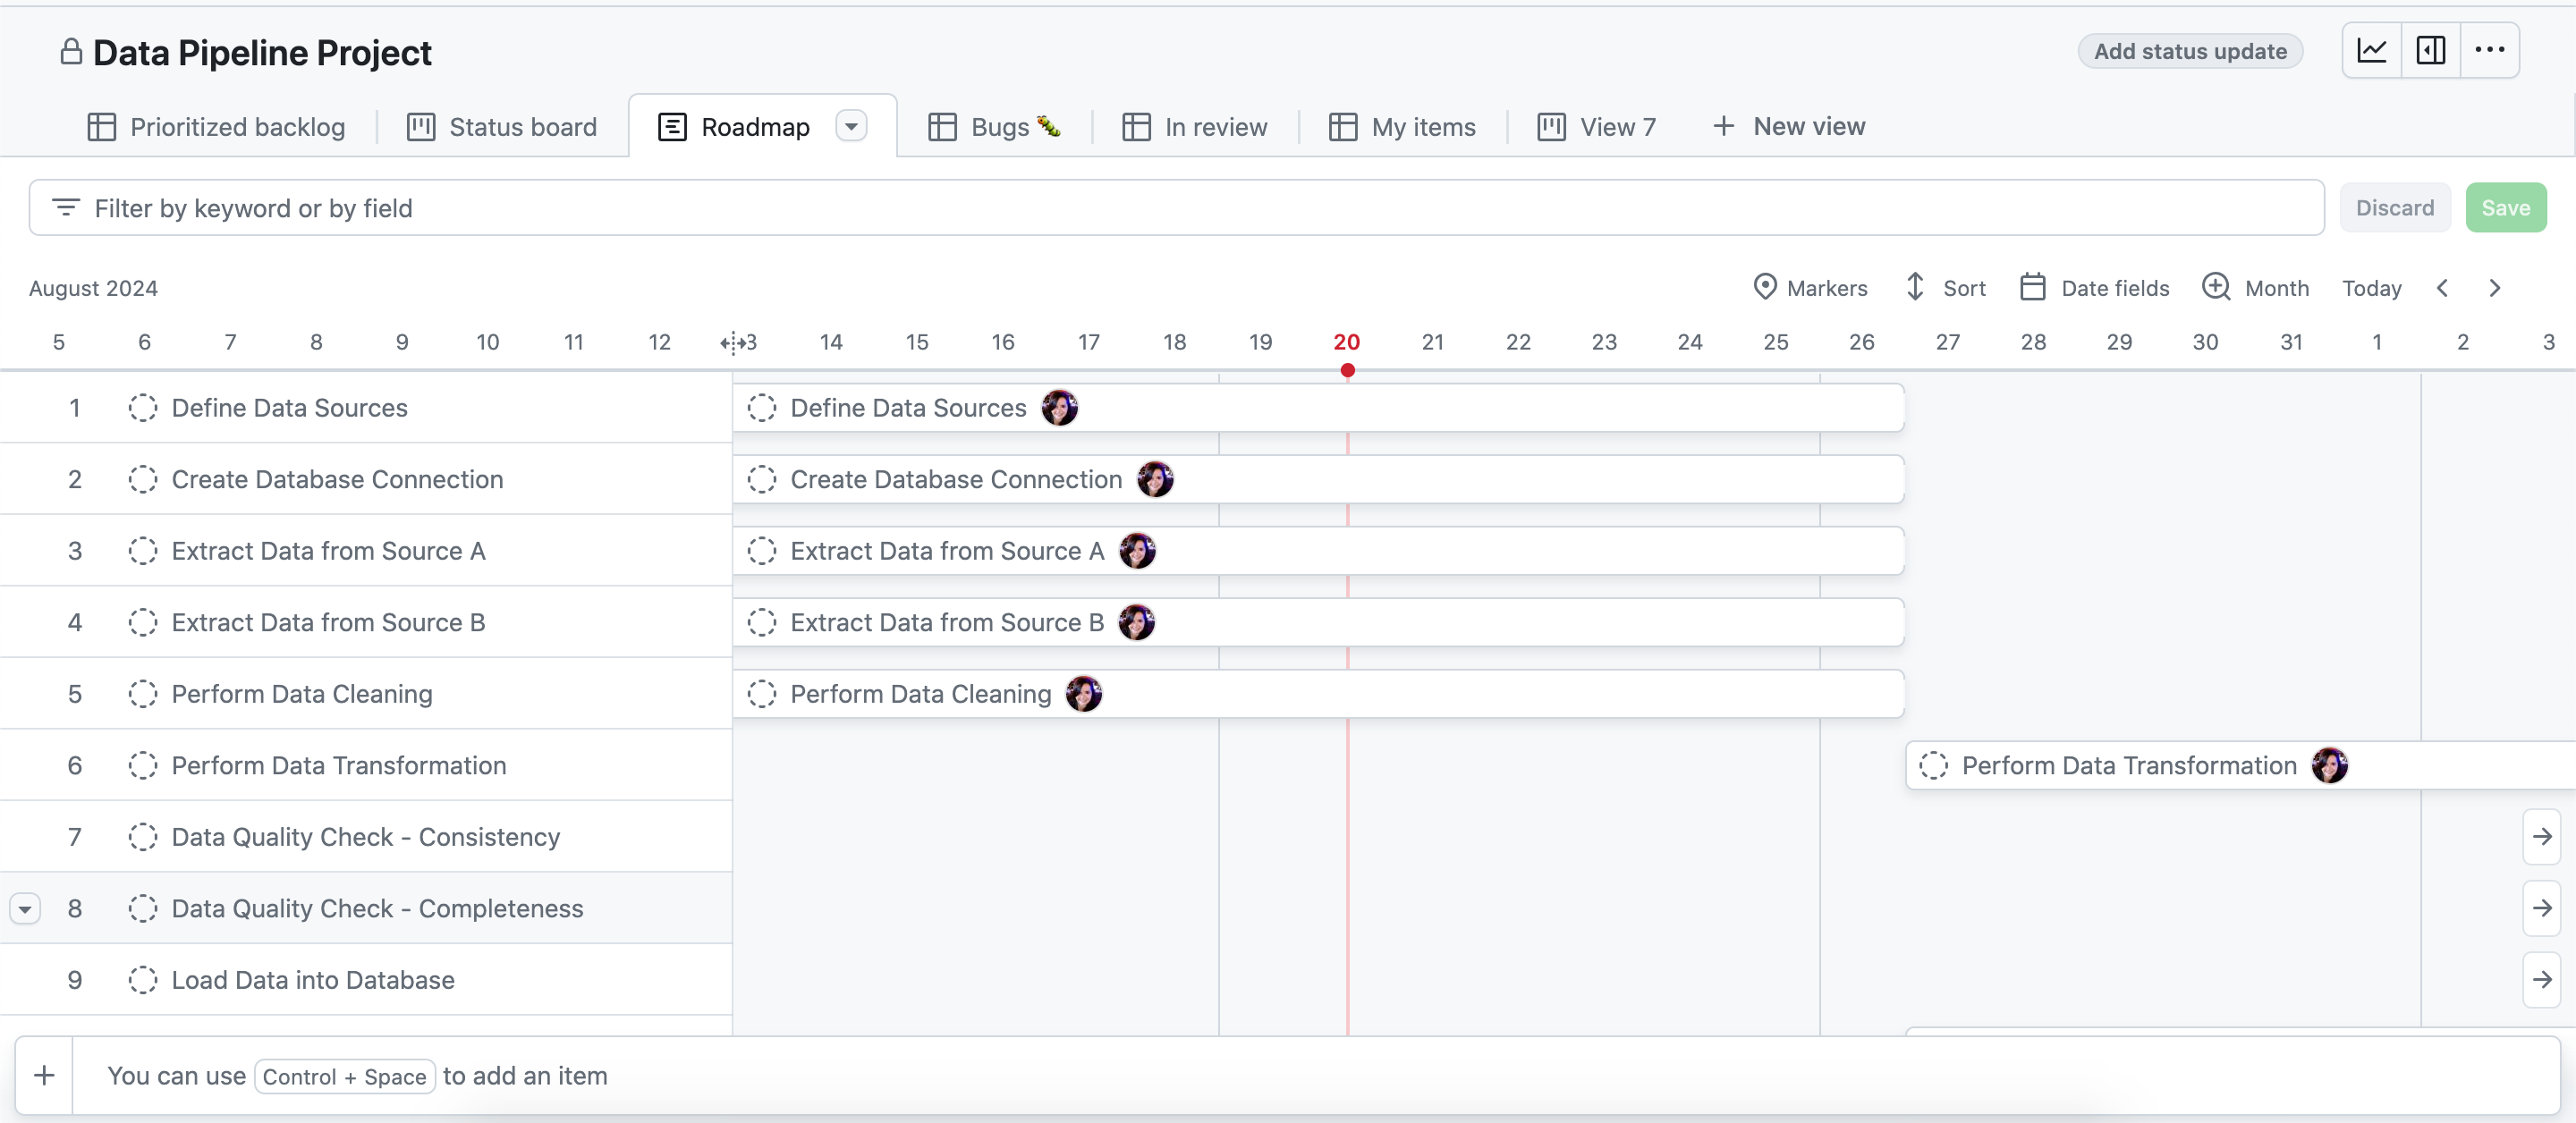 Data Pipeline Project
Add status update
Prioritized backlog
Status board
Roadmap
Bugs 🐛
In review
My items
View 7
New view
Filter by keyword or by field
Discard
Save
August 2024
Markers
Sort
Date fields
Month
Today
5 6 7 8 9 10 11 12 3 14 15 16 17 18 19 20 21 22 23 24 25 26 27 28 29 30 31 1 2 3
1 Define Data Sources
Define Data Sources
2 Create Database Connection
Create Database Connection
3 Extract Data from Source A
Extract Data from Source A
4 Extract Data from Source B
Extract Data from Source B
5 Perform Data Cleaning
Perform Data Cleaning
6 Perform Data Transformation
Perform Data Transformation
7 Data Quality Check - Consistency
8 Data Quality Check - Completeness
9 Load Data into Database
You can use Control + Space to add an item